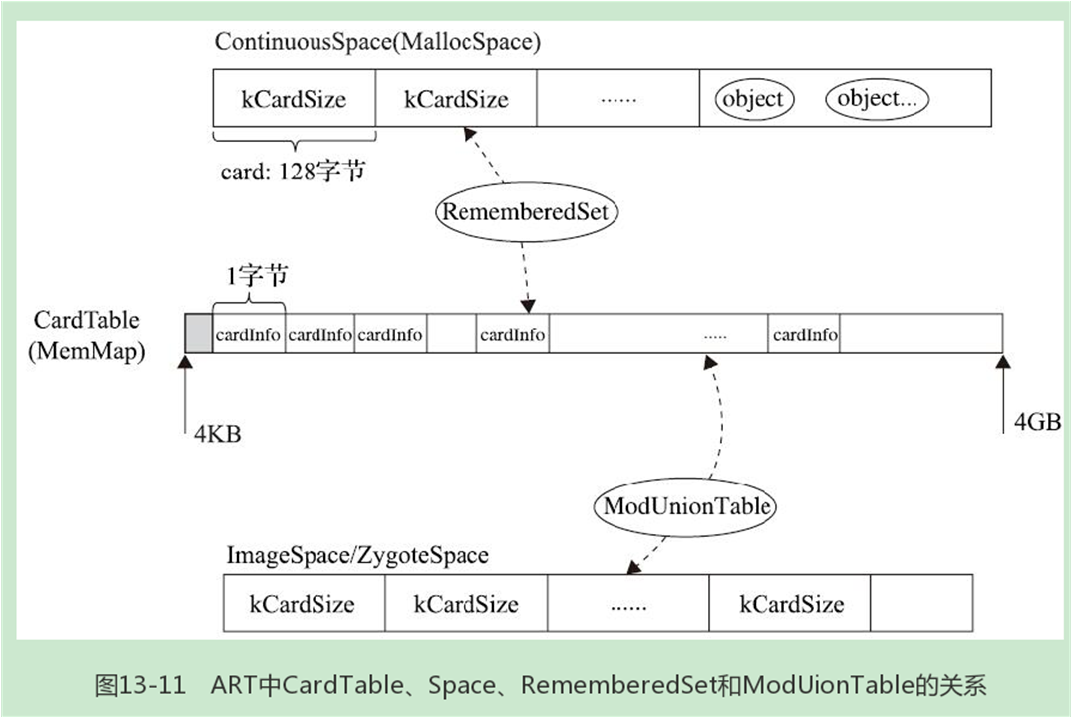 ContinuousSpace(MallocSpace)
kCardSize kCardSize ...... object object...
card: 128字节
RememberedSet
1字节
CardTable
(MemMap)
cardInfo cardInfo cardInfo cardInfo ..... cardInfo
4KB
4GB
ModUnionTable
ImageSpace/ZygoteSpace
kCardSize kCardSize ...... kCardSize
图13-11 ART中CardTable、Space、RememberedSet和ModUionTable的关系